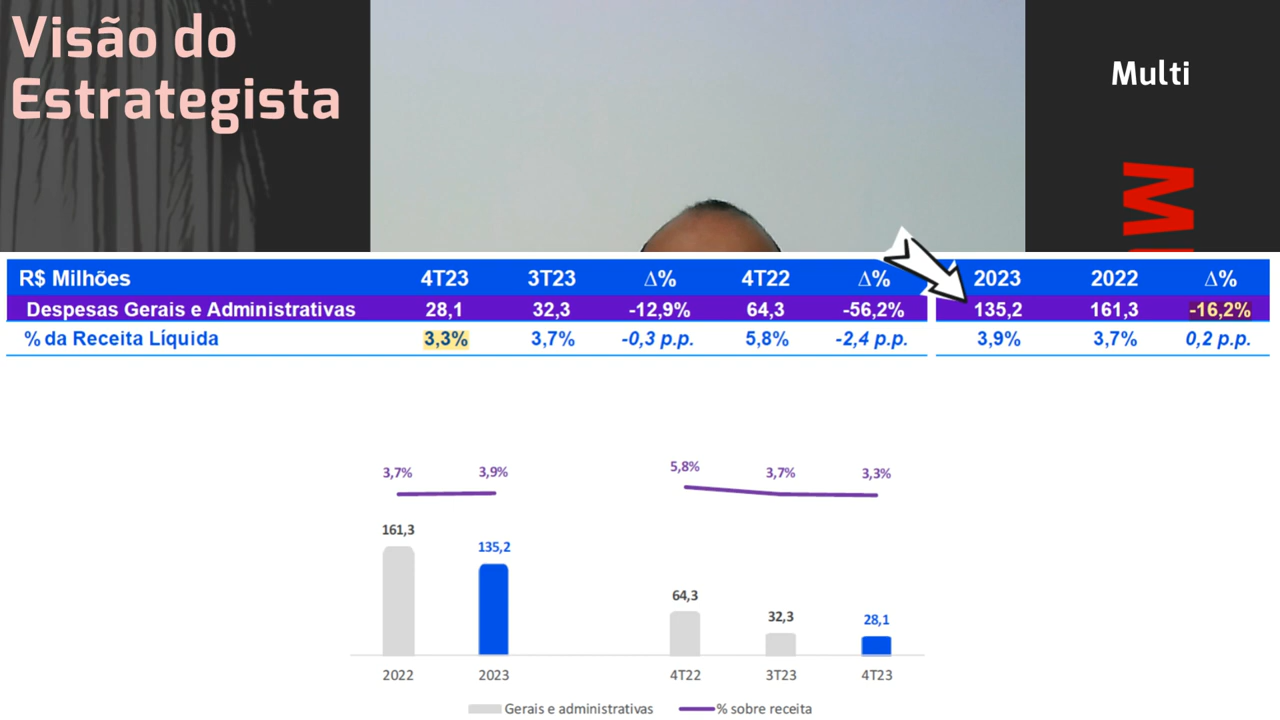 Visão do
Estrategista
Multi
M
R$ Milhões 4T23 3T23 Δ% 4T22 Δ% 2023 2022 Δ%
Despesas Gerais e Administrativas 28,1 32,3 -12,9% 64,3 -56,2% 135,2 161,3 -16,2%
% da Receita Líquida 3,3% 3,7% -0,3 p.p. 5,8% -2,4 p.p. 3,9% 3,7% 0,2 p.p.
3,7% 3,9% 5,8% 3,7% 3,3%
161,3 135,2 64,3 32,3 28,1
2022 2023 4T22 3T23 4T23
Gerais e administrativas % sobre receita